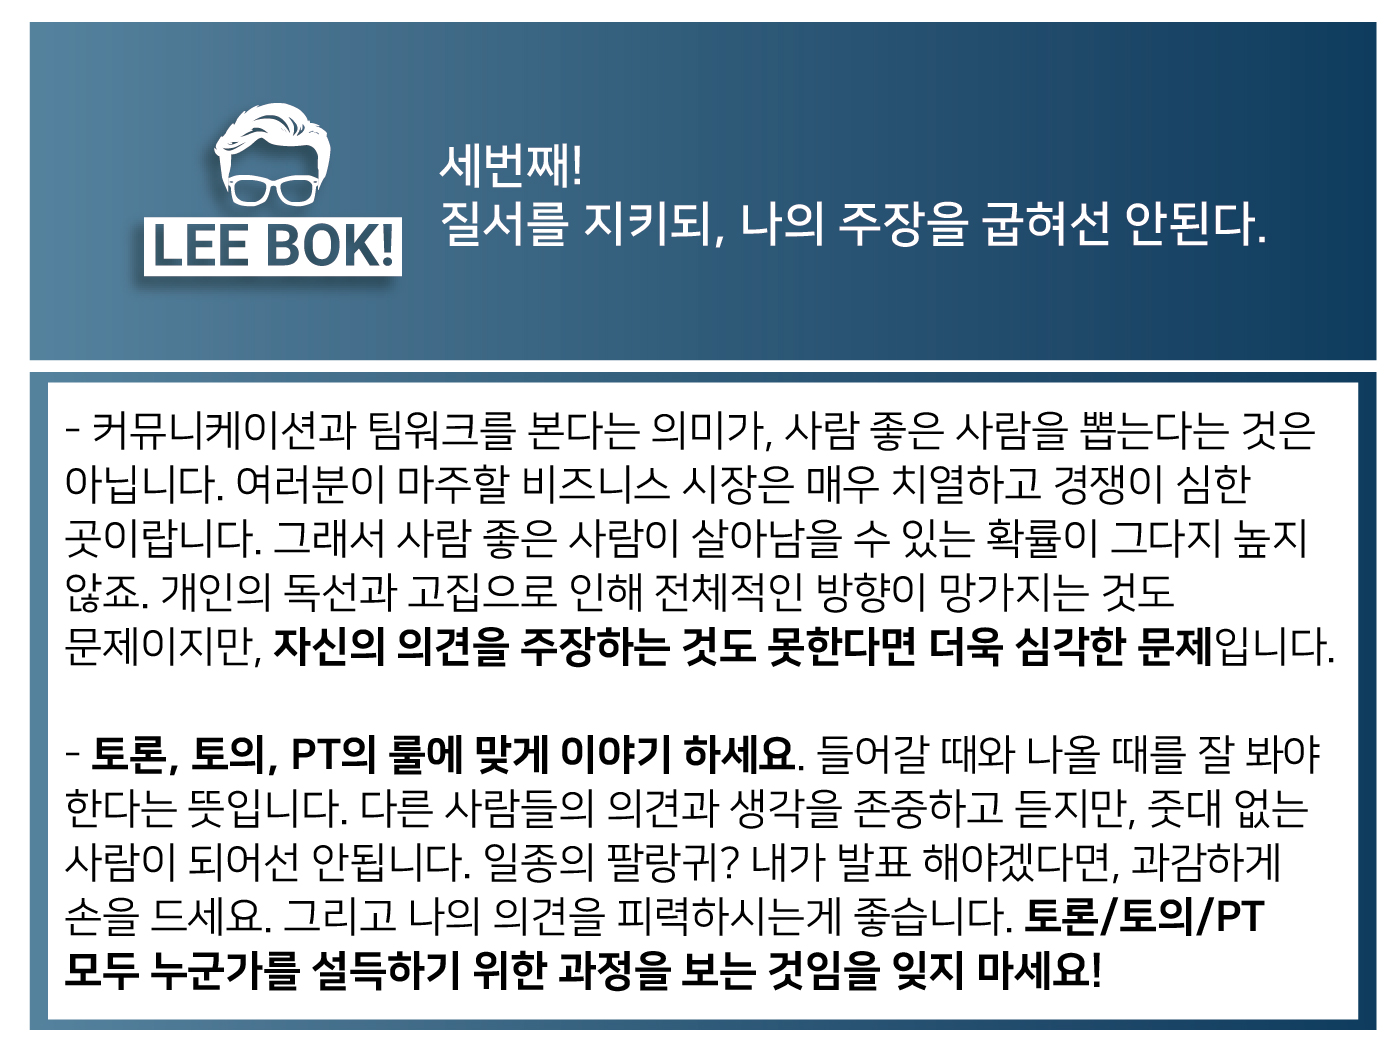 LEE BOK!
세번째!
질서를 지키되, 나의 주장을 굽혀선 안된다.
- 커뮤니케이션과 팀워크를 본다는 의미가, 사람 좋은 사람을 뽑는다는 것은
아닙니다. 여러분이 마주할 비즈니스 시장은 매우 치열하고 경쟁이 심한
곳이랍니다. 그래서 사람 좋은 사람이 살아남을 수 있는 확률이 그다지 높지
않죠. 개인의 독선과 고집으로 인해 전체적인 방향이 망가지는 것도
문제이지만, 자신의 의견을 주장하는 것도 못한다면 더욱 심각한 문제입니다.
- 토론, 토의, PT의 룰에 맞게 이야기 하세요. 들어갈 때와 나올 때를 잘 봐야
한다는 뜻입니다. 다른 사람들의 의견과 생각을 존중하고 듣지만, 줏대 없는
사람이 되어선 안됩니다. 일종의 팔랑귀? 내가 발표 해야겠다면, 과감하게
손을 드세요. 그리고 나의 의견을 피력하시는게 좋습니다. 토론/토의/PT
모두 누군가를 설득하기 위한 과정을 보는 것임을 잊지 마세요!